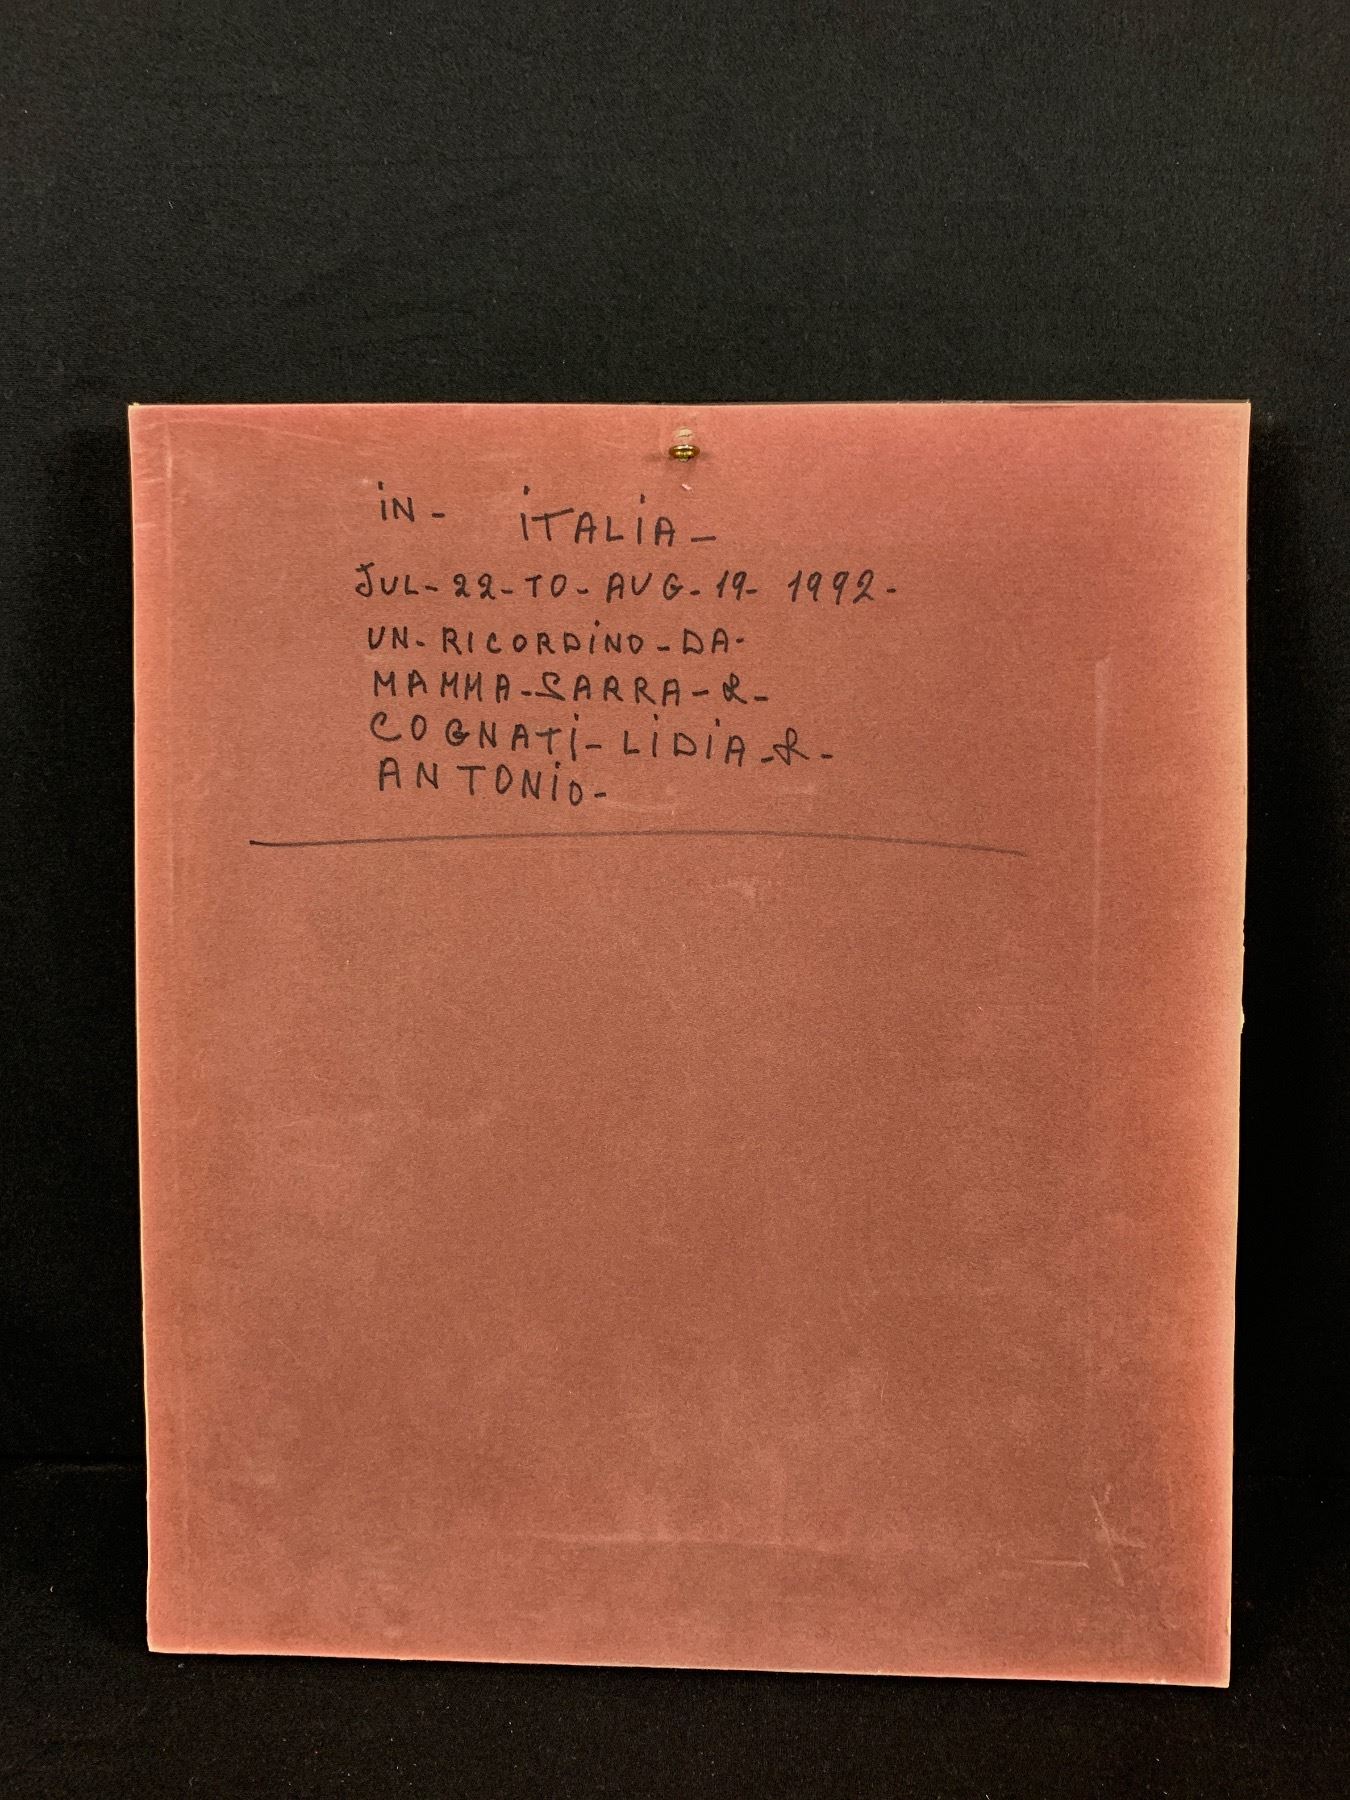 iN - iTALiA -
JUL - 22 - TO - AUG. 19 - 1992 -
UN - RICORDiNO - DA -
MAMMA - SARRA - & -
COGNATi - LiDiA - & -
ANTONiO -